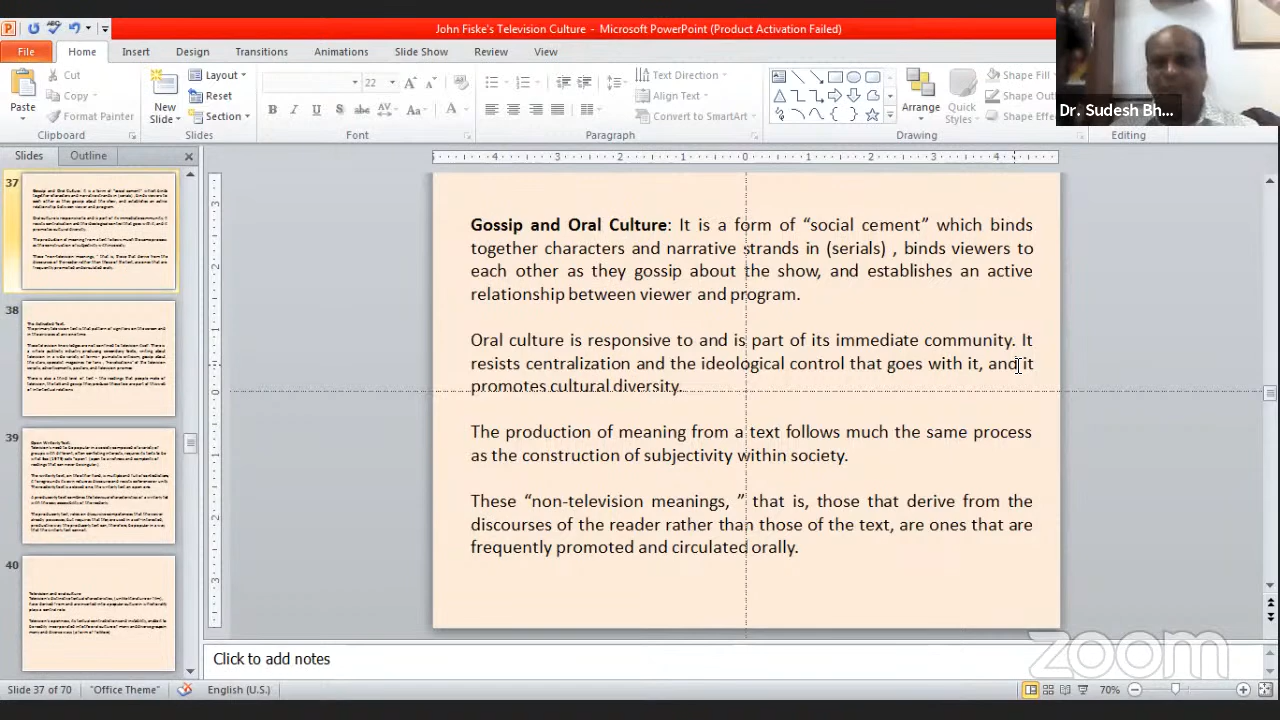 John Fiske's Television Culture - Microsoft PowerPoint (Product Activation Failed)
File Home Insert Design Transitions Animations Slide Show Review View
Paste
Cut
Copy
Format Painter
Clipboard
New Slide
Layout
Reset
Section
Slides
22
Font
Text Direction
Align Text
Convert to SmartArt
Paragraph
Arrange
Quick Styles
Shape Fill
Shape Effe
Drawing
Editing
Dr. Sudesh Bh...
Slides Outline
37
38
39
40
Gossip and Oral Culture: It is a form of “social cement” which binds
together characters and narrative strands in (serials) , binds viewers to
each other as they gossip about the show, and establishes an active
relationship between viewer and program.
Oral culture is responsive to and is part of its immediate community. It
resists centralization and the ideological control that goes with it, and it
promotes cultural diversity.
The production of meaning from a text follows much the same process
as the construction of subjectivity within society.
These “non-television meanings, ” that is, those that derive from the
discourses of the reader rather than those of the text, are ones that are
frequently promoted and circulated orally.
zoom
Click to add notes
Slide 37 of 70 "Office Theme" English (U.S.) 70%